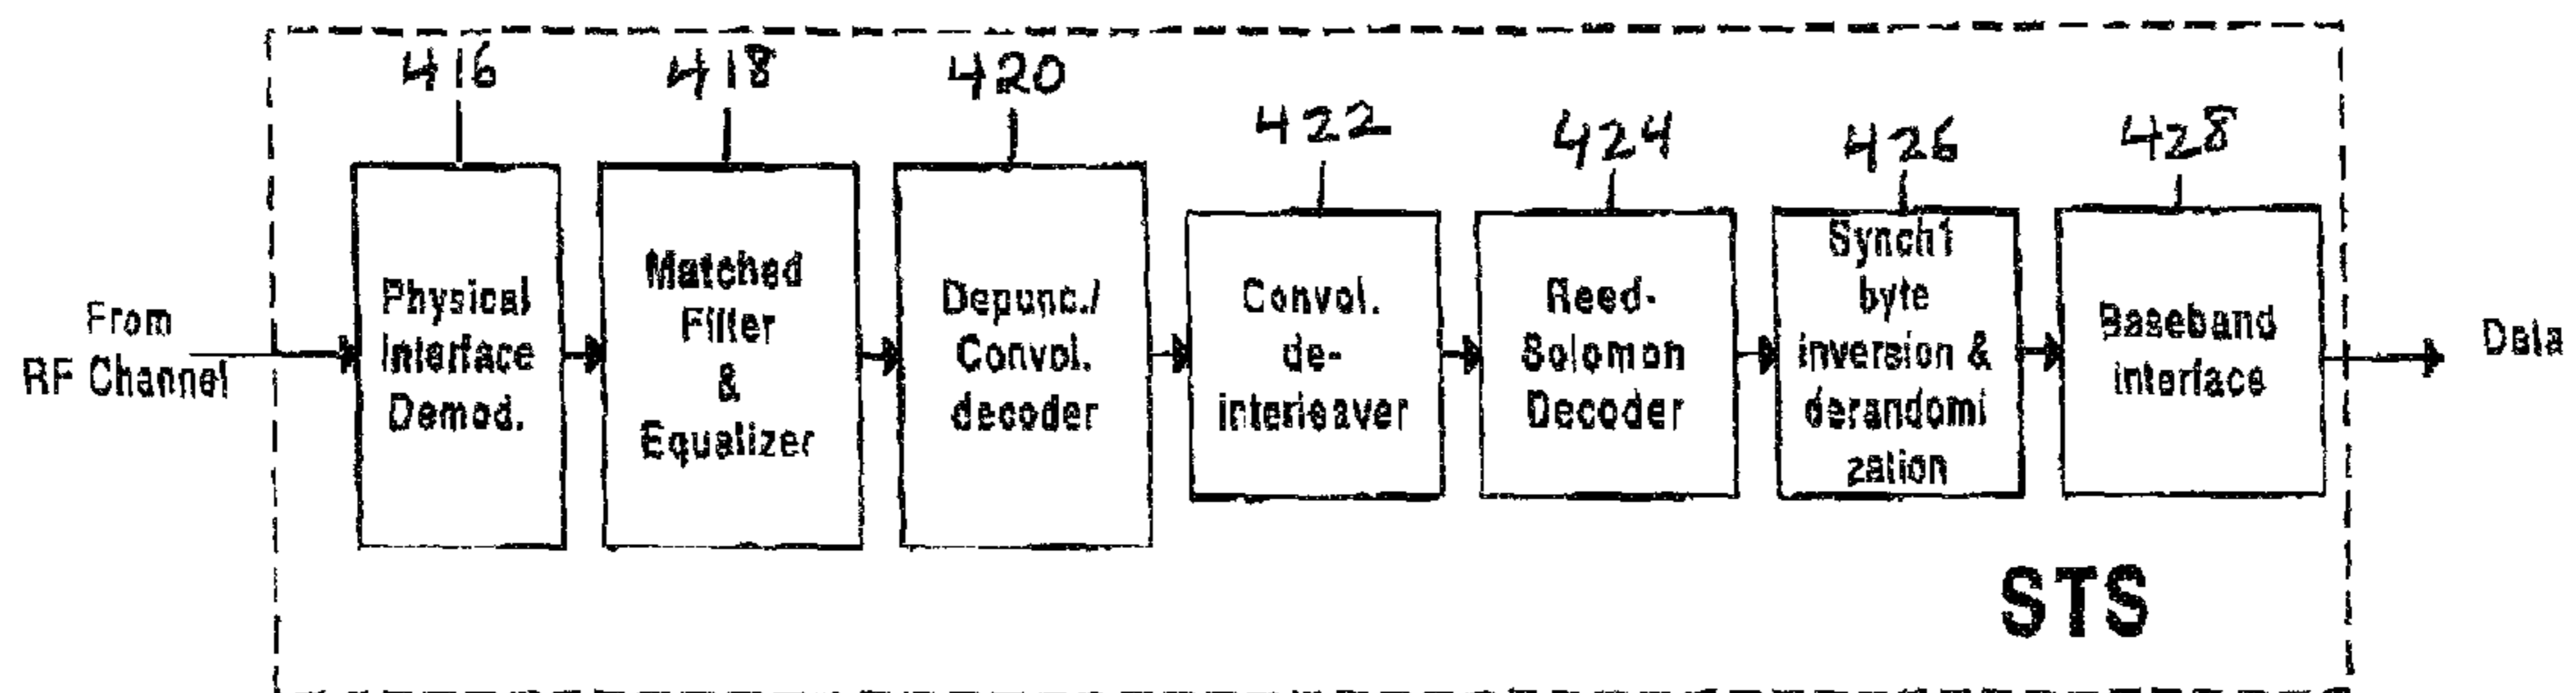 416
418
420
422
424
426
428
From
RF Channel
Physical
Interface
Demod.
Matched
Filter
&
Equalizer
Depunc./
Convol.
decoder
Convol.
de-
interleaver
Reed-
Solomon
Decoder
Synch1
byte
inversion &
derandomi
zation
Baseband
interface
Data
STS